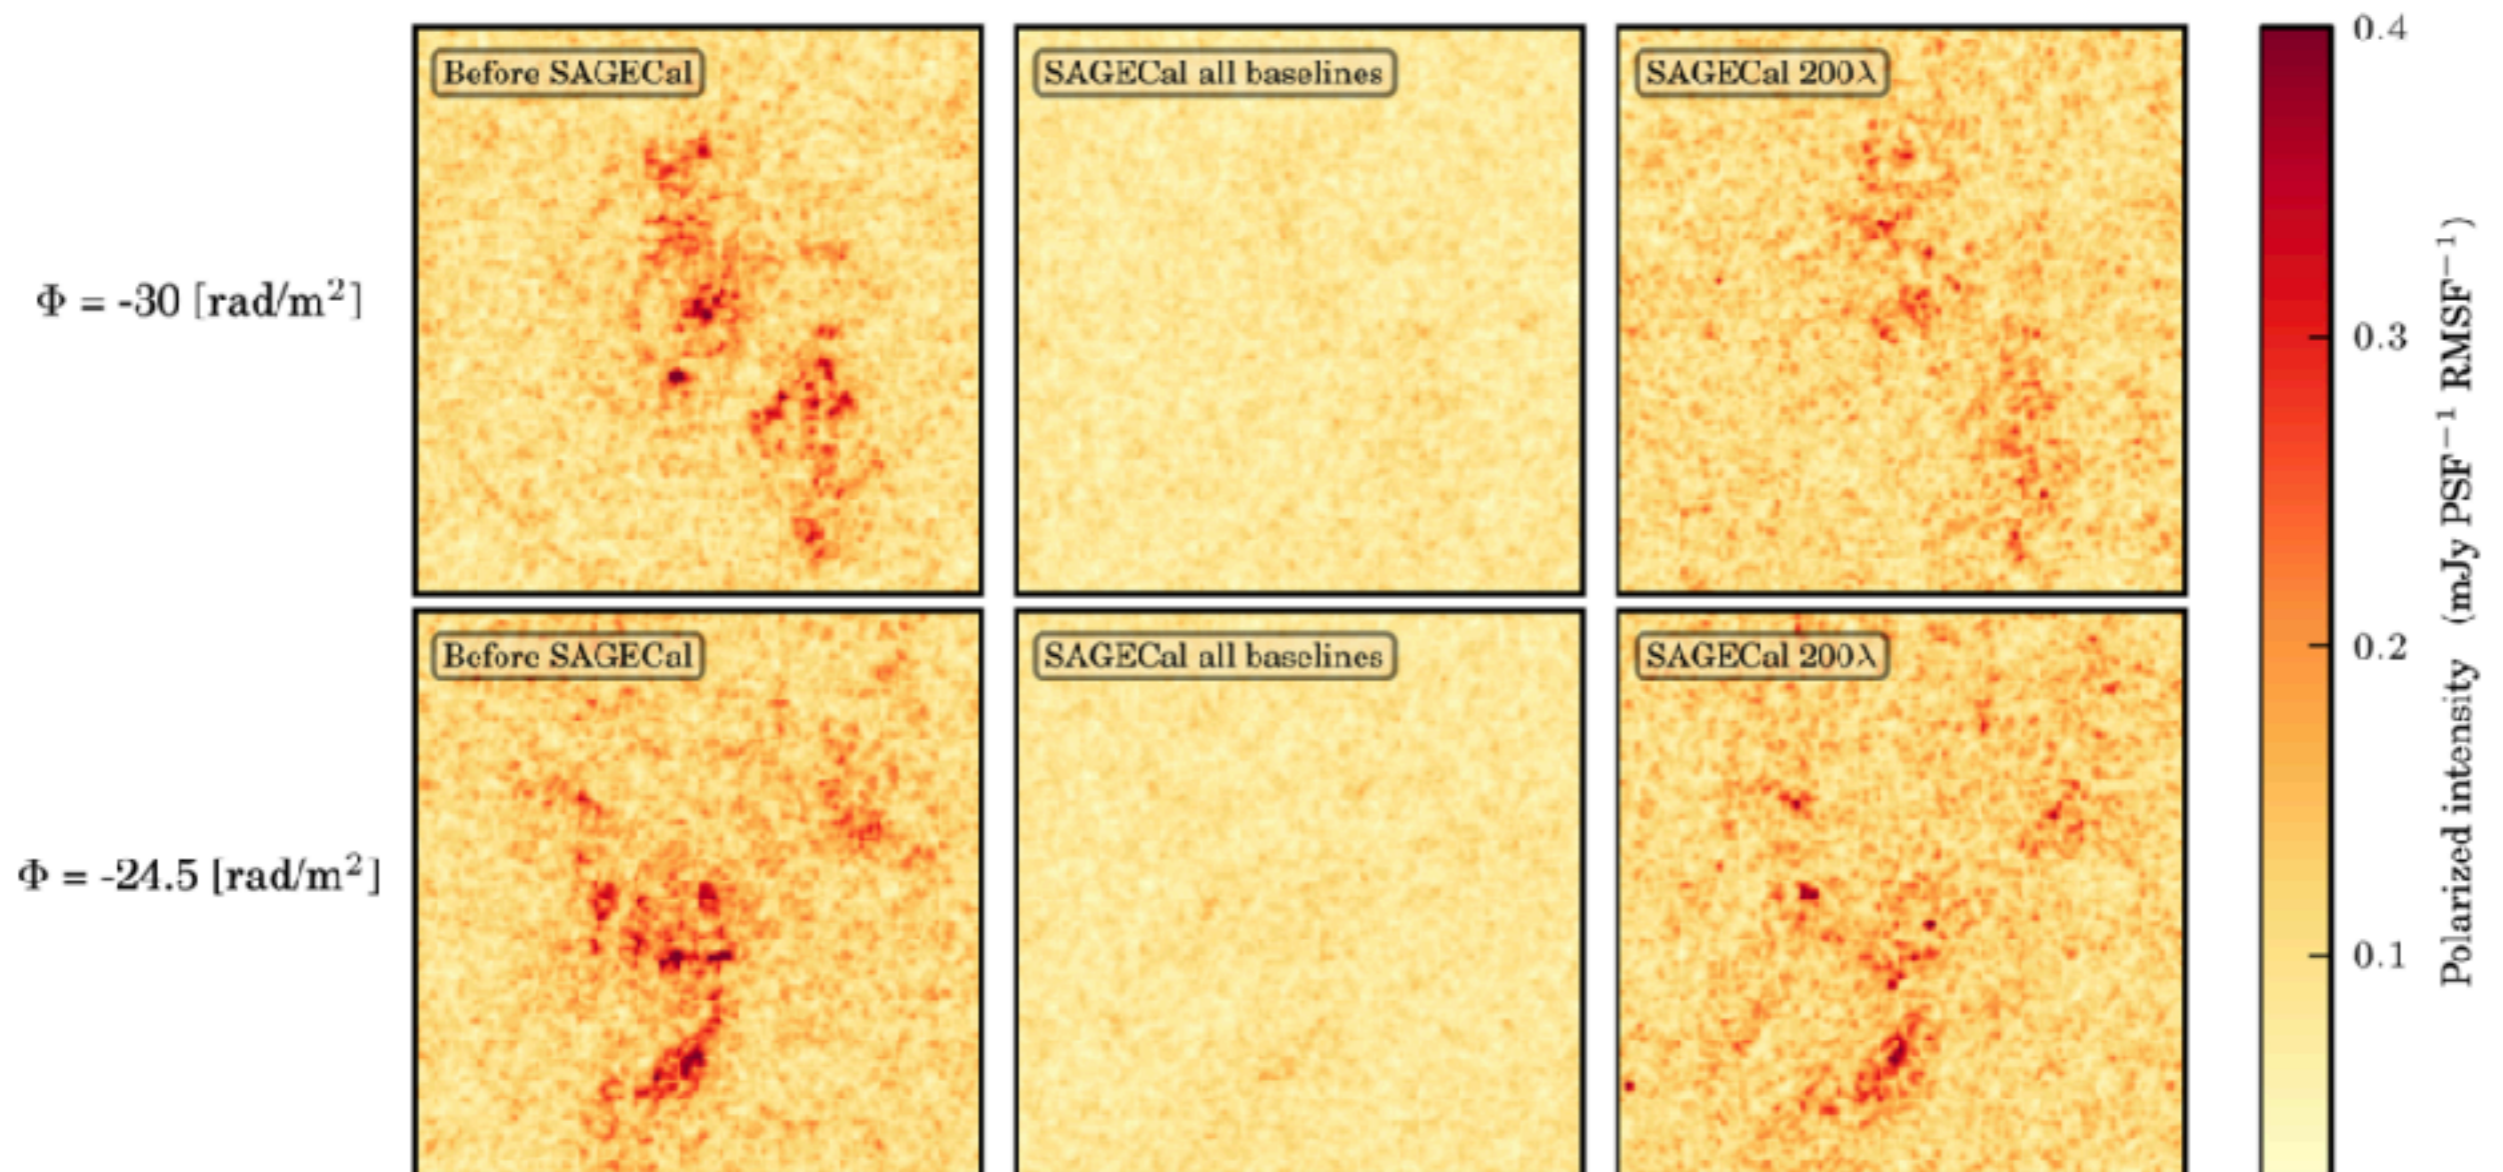 Before SAGECal
SAGECal all baselines
SAGECal 200λ
Φ = -30 [rad/m²]
Before SAGECal
SAGECal all baselines
SAGECal 200λ
Φ = -24.5 [rad/m²]
0.4
0.3
0.2
0.1
Polarized intensity (mJy PSF⁻¹ RMSF⁻¹)